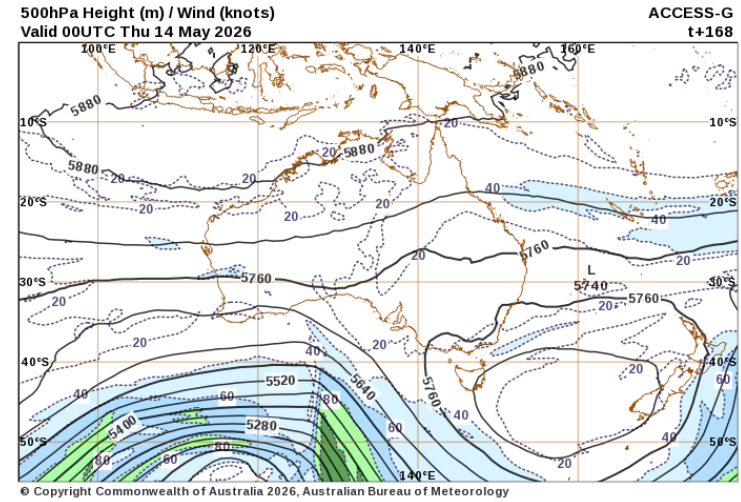 500hPa Height (m) / Wind (knots) ACCESS-G
Valid 00UTC Thu 14 May 2026 t+168
100°E 120°E 140°E 160°E
5880
5880
10°S 20 10°S
20 5880
5880 20 20
40
20°S 20 20 20 20°S
40
20 5760 20
L
30°S 5760 5740 5760 30°S
20 20
20 20
40°S 40 20 40°S
40 5520 5640 5760 60
60 80
5400 5280 60 40
50°S 80 40 50°S
80 60 20
140°E
© Copyright Commonwealth of Australia 2026, Australian Bureau of Meteorology